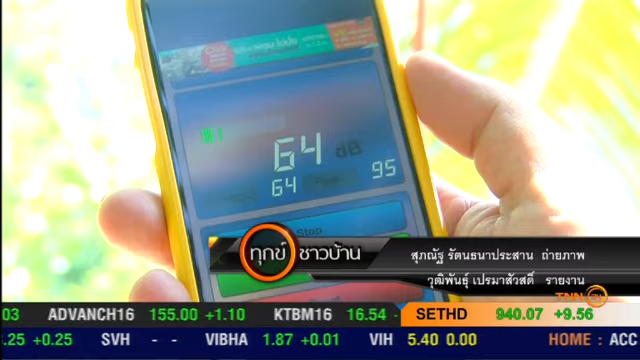 64 dB
64 95
Stop
ทุกข์ ชาวบ้าน
สุภณัฐ รัตนธนาประสาน ถ่ายภาพ
วุฒิพันธุ์ เปรมาสวัสดิ์ รายงาน
TNN 24
03 ADVANCH16 155.00 +1.10 KTBM16 16.54 - SETHD 940.07 +9.56
.25 +0.25 SVH - - VIBHA 1.87 +0.01 VIH 5.40 0.00 HOME : ACC